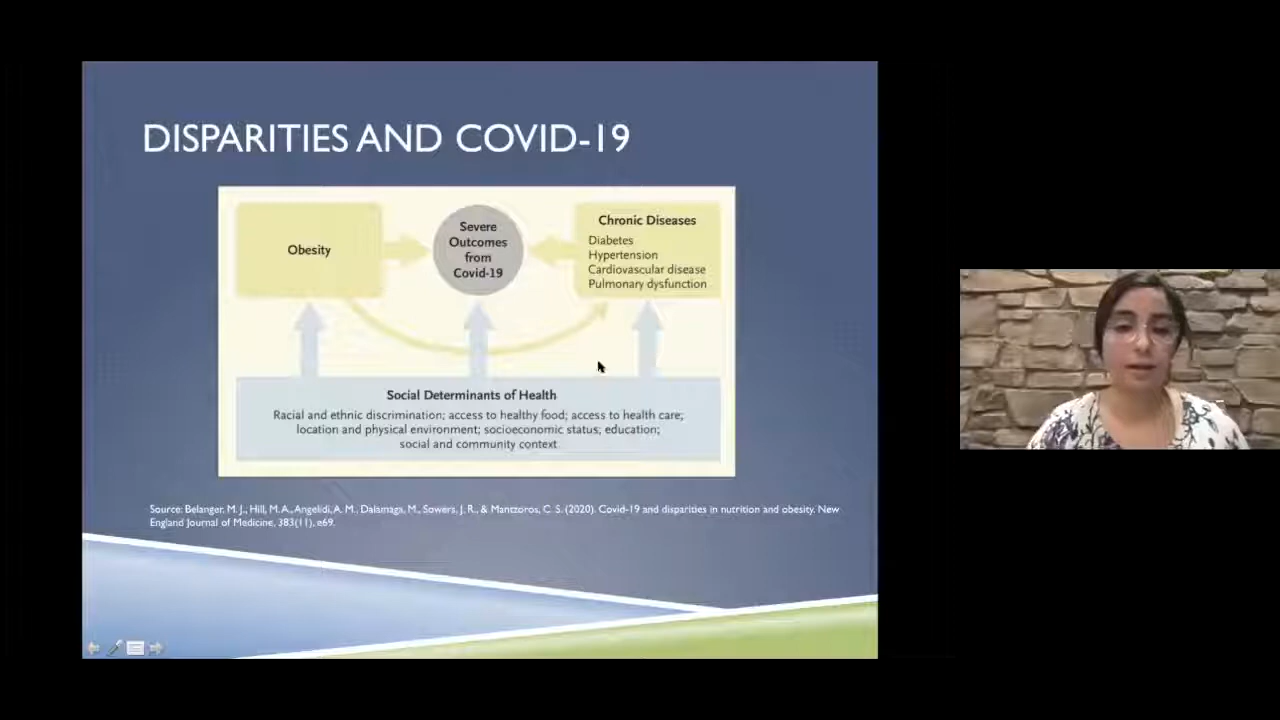 DISPARITIES AND COVID-19
Obesity
Severe
Outcomes
from
Covid-19
Chronic Diseases
Diabetes
Hypertension
Cardiovascular disease
Pulmonary dysfunction
Social Determinants of Health
Racial and ethnic discrimination; access to healthy food; access to health care;
location and physical environment; socioeconomic status; education;
social and community context
Source: Belanger, M. J., Hill, M. A., Angelidi, A. M., Dalamaga, M., Sowers, J. R., & Mantzoros, C. S. (2020). Covid-19 and disparities in nutrition and obesity. New
England Journal of Medicine, 383(11), e69.